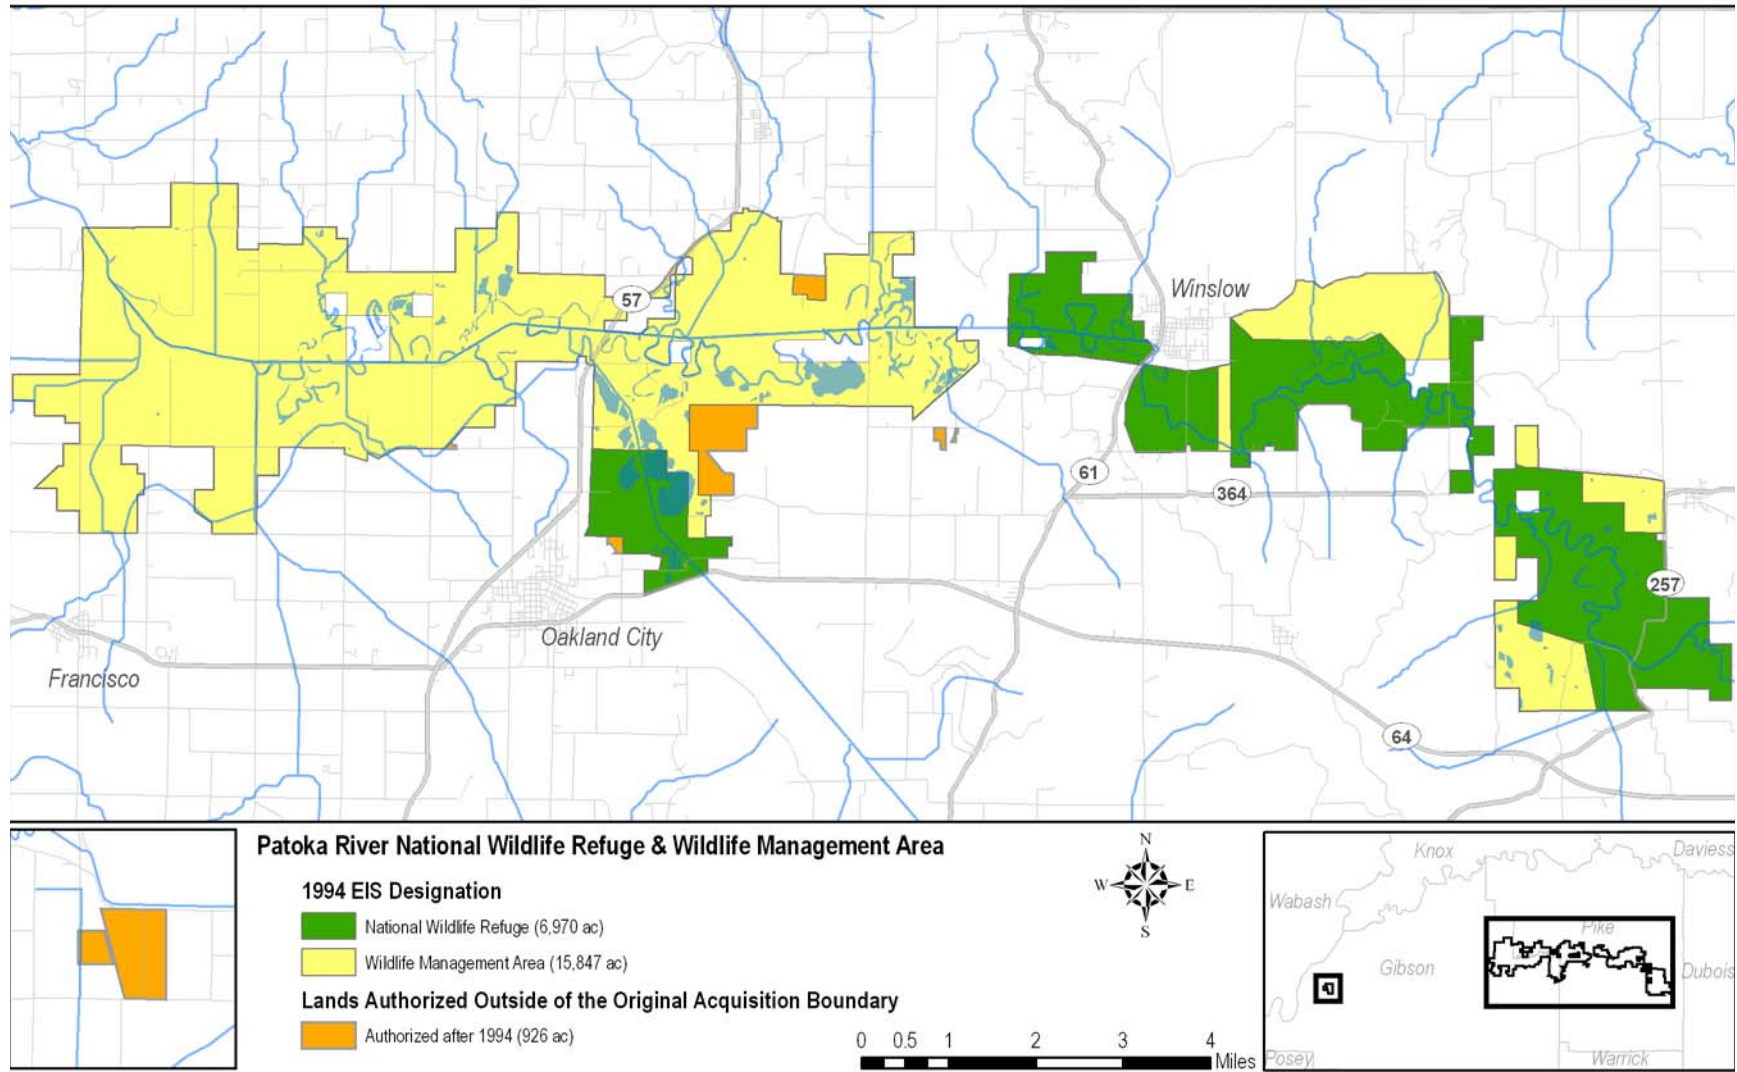 57
Winslow
61
364
257
Oakland City
Francisco
64
Patoka River National Wildlife Refuge & Wildlife Management Area
1994 EIS Designation
National Wildlife Refuge (6,970 ac)
Wildlife Management Area (15,847 ac)
Lands Authorized Outside of the Original Acquisition Boundary
Authorized after 1994 (926 ac)
N
W E
S
0 0.5 1 2 3 4
Miles
Knox
Daviess
Wabash
Pike
Gibson
Dubois
Posey
Warrick